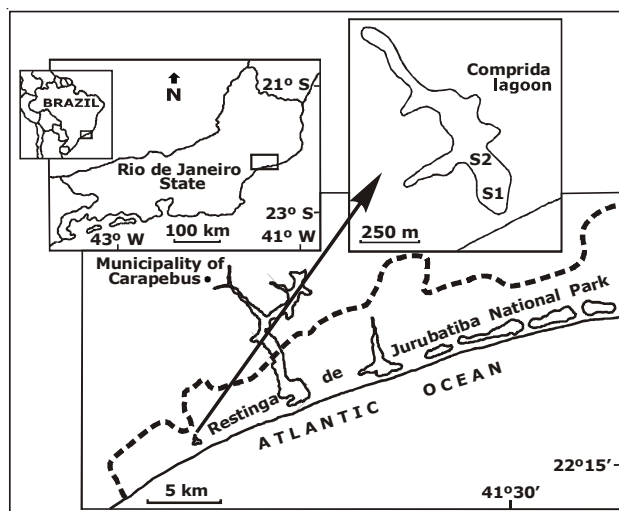 BRAZIL
N
21º S
Rio de Janeiro
State
23º S
43º W
100 km
41º W
Comprida
lagoon
S2
S1
250 m
Municipality of
Carapebus
Restinga de Jurubatiba National Park
ATLANTIC OCEAN
22º15’
5 km
41º30’